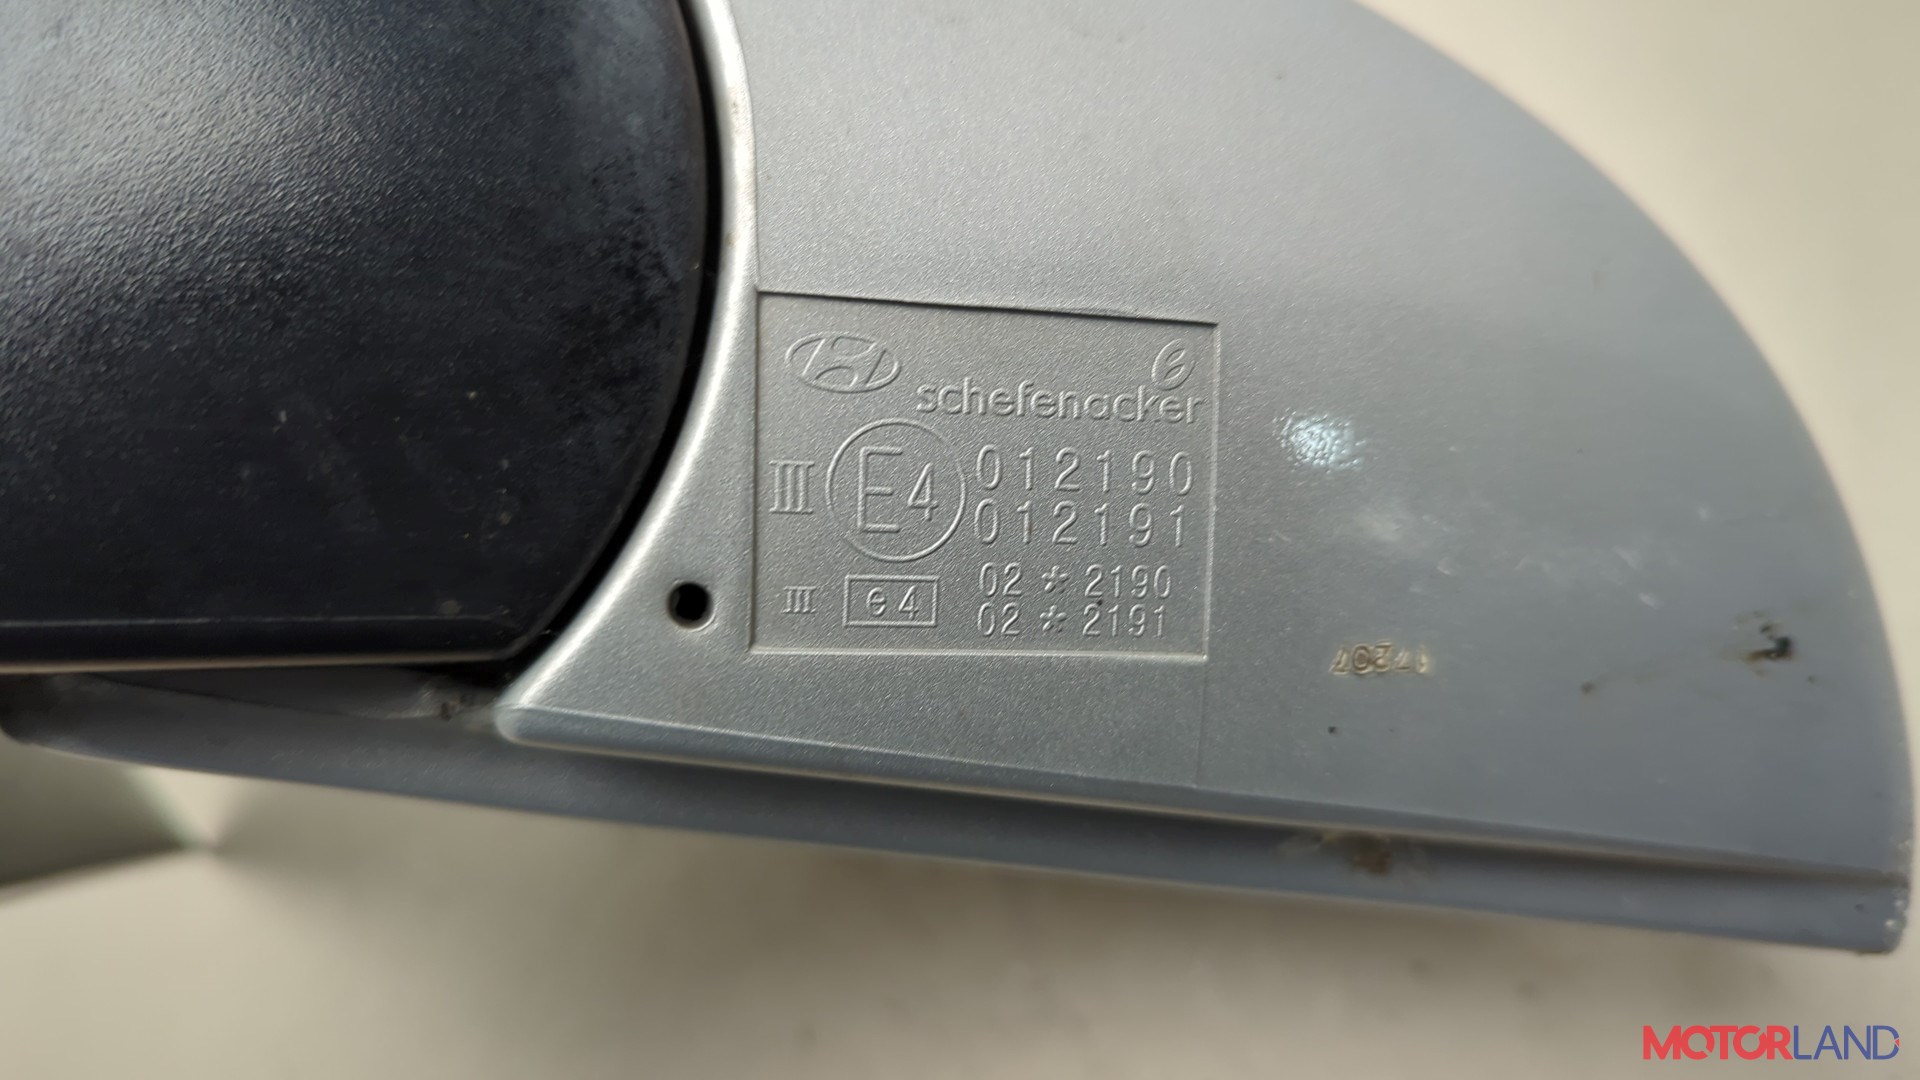 schefenacker
III E4 012190
012191
III e4 02 * 2190
02 * 2191
MOTORLAND